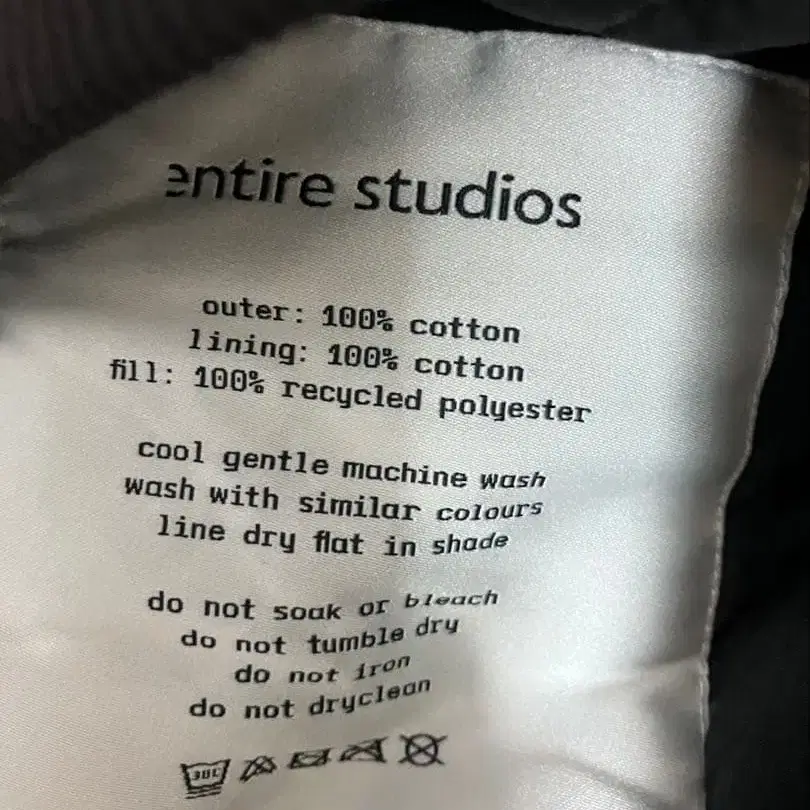 entire studios
outer: 100% cotton
lining: 100% cotton
fill: 100% recycled polyester
cool gentle machine wash
wash with similar colours
line dry flat in shade
do not soak or bleach
do not tumble dry
do not iron
do not dryclean
30C